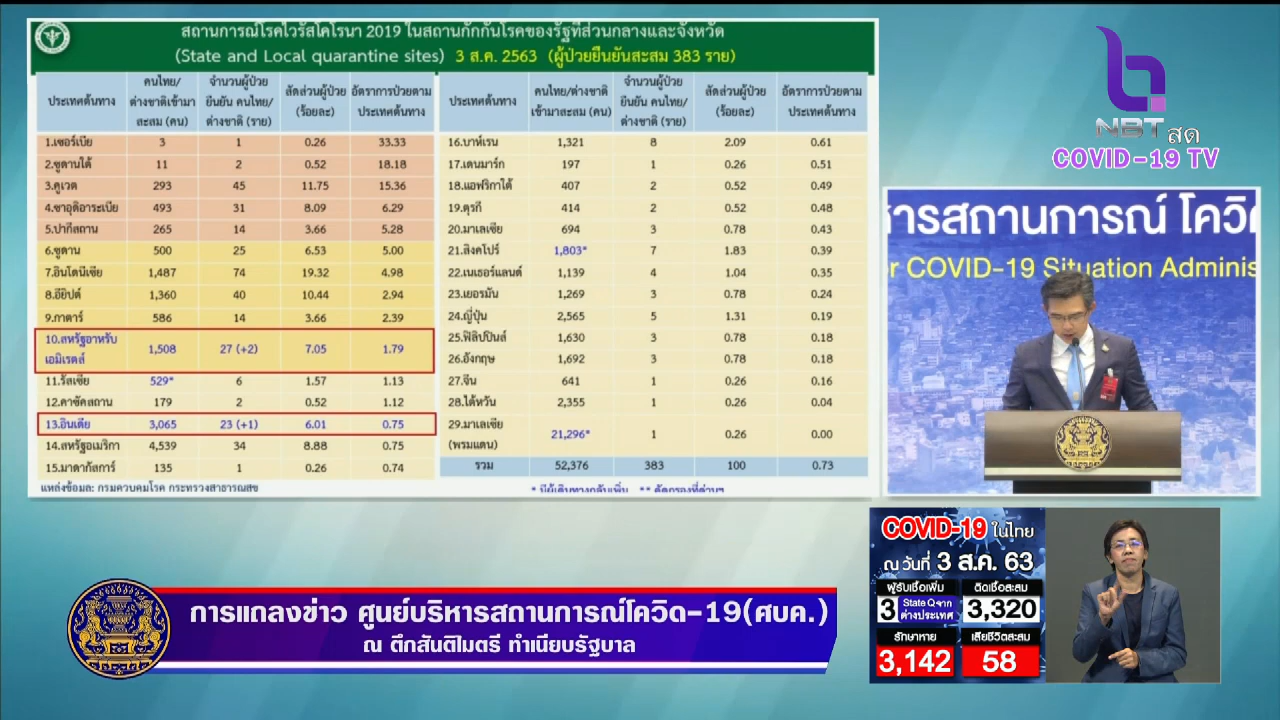 สถานการณ์โรคไวรัสโคโรนา 2019 ในสถานกักกันโรคของรัฐที่ส่วนกลางและจังหวัด
(State and Local quarantine sites) 3 ส.ค. 2563 (ผู้ป่วยยืนยันสะสม 383 ราย)
ประเทศต้นทาง คนไทย/ต่างชาติเข้ามาสะสม (คน) จำนวนผู้ป่วยยืนยัน คนไทย/ต่างชาติ (ราย) สัดส่วนผู้ป่วย (ร้อยละ) อัตราการป่วยตามประเทศต้นทาง
1.เซอร์เบีย 3 1 0.26 33.33
2.ซูดานใต้ 11 2 0.52 18.18
3.คูเวต 293 45 11.75 15.36
4.ซาอุดิอาระเบีย 493 31 8.09 6.29
5.ปากีสถาน 265 14 3.66 5.28
6.ซูดาน 500 25 6.53 5.00
7.อินโดนีเซีย 1,487 74 19.32 4.98
8.อียิปต์ 1,360 40 10.44 2.94
9.กาตาร์ 586 14 3.66 2.39
10.สหรัฐอาหรับเอมิเรตส์ 1,508 27 (+2) 7.05 1.79
11.รัสเซีย 529* 6 1.57 1.13
12.คาซัคสถาน 179 2 0.52 1.12
13.อินเดีย 3,065 23 (+1) 6.01 0.75
14.สหรัฐอเมริกา 4,539 34 8.88 0.75
15.มาดากัสการ์ 135 1 0.26 0.74
แหล่งข้อมูล: กรมควบคมโรค กระทรวงสาธารณสข
ประเทศต้นทาง คนไทย/ต่างชาติเข้ามาสะสม (คน) จำนวนผู้ป่วยยืนยัน คนไทย/ต่างชาติ (ราย) สัดส่วนผู้ป่วย (ร้อยละ) อัตราการป่วยตามประเทศต้นทาง
16.บาห์เรน 1,321 8 2.09 0.61
17.เดนมาร์ก 197 1 0.26 0.51
18.แอฟริกาใต้ 407 2 0.52 0.49
19.ตุรกี 414 2 0.52 0.48
20.มาเลเซีย 694 3 0.78 0.43
21.สิงคโปร์ 1,803* 7 1.83 0.39
22.เนเธอร์แลนด์ 1,139 4 1.04 0.35
23.เยอรมัน 1,269 3 0.78 0.24
24.ญี่ปุ่น 2,565 5 1.31 0.19
25.ฟิลิปปินส์ 1,630 3 0.78 0.18
26.อังกฤษ 1,692 3 0.78 0.18
27.จีน 641 1 0.26 0.16
28.ไต้หวัน 2,355 1 0.26 0.04
29.มาเลเซีย (พรมแดน) 21,296* 1 0.26 0.00
รวม 52,376 383 100 0.73
* มีผู้เดินทางกลับเพิ่ม ** คัดกรองที่ด่านฯ
NBT สด
COVID-19 TV
หารสถานการณ์ โควิด
or COVID-19 Situation Adminis
การแถลงข่าว ศูนย์บริหารสถานการณ์โควิด-19(ศบค.)
ณ ตึกสันติไมตรี ทำเนียบรัฐบาล
COVID-19 ในไทย
ณ วันที่ 3 ส.ค. 63
ผู้รับเชื้อเพิ่ม ติดเชื้อสะสม
3 State Qจากต่างประเทศ 3,320
รักษาหาย เสียชีวิตสะสม
3,142 58